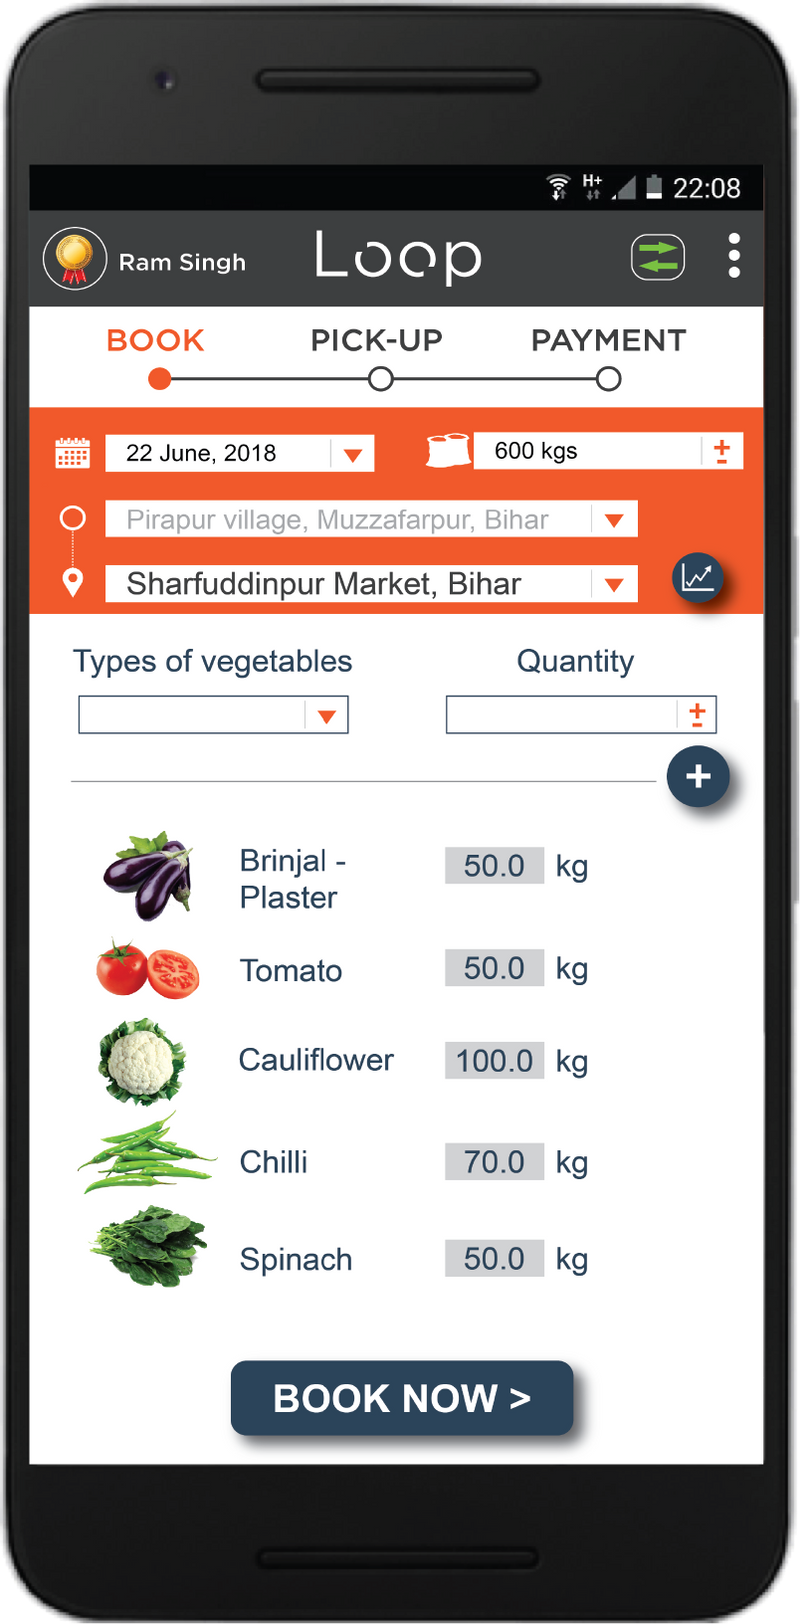 H+ 22:08
Ram Singh Loop
BOOK PICK-UP PAYMENT
22 June, 2018 600 kgs
Pirapur village, Muzzafarpur, Bihar
Sharfuddinpur Market, Bihar
Types of vegetables Quantity
Brinjal - 50.0 kg
Plaster
Tomato 50.0 kg
Cauliflower 100.0 kg
Chilli 70.0 kg
Spinach 50.0 kg
BOOK NOW >